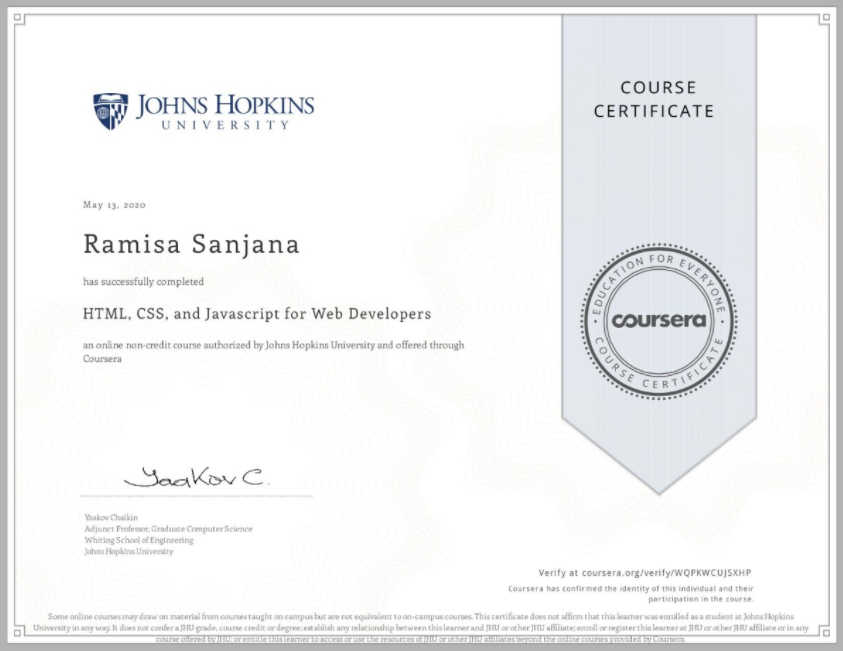 JOHNS HOPKINS
UNIVERSITY
COURSE
CERTIFICATE
May 13, 2020
Ramisa Sanjana
has successfully completed
HTML, CSS, and Javascript for Web Developers
an online non-credit course authorized by Johns Hopkins University and offered through
Coursera
EDUCATION FOR EVERYONE
coursera
COURSE CERTIFICATE
Yaakov C.
Yaakov Chaikin
Adjunct Professor, Graduate Computer Science
Whiting School of Engineering
Johns Hopkins University
Verify at coursera.org/verify/WQPKWCUJSXHP
Coursera has confirmed the identity of this individual and their
participation in the course.
Some online courses may draw on material from courses taught on campus but are not equivalent to on-campus courses. This certificate does not affirm that this learner was enrolled as a student at Johns Hopkins
University in any way. It does not confer a JHU grade, course credit or degree; establish any relationship between this learner and JHU or other JHU affiliate; enroll or register this learner at JHU or other JHU affiliate or in any
course offered by JHU; or entitle this learner to access or use the resources of JHU or other JHU affiliates beyond the online courses provided by Coursera.